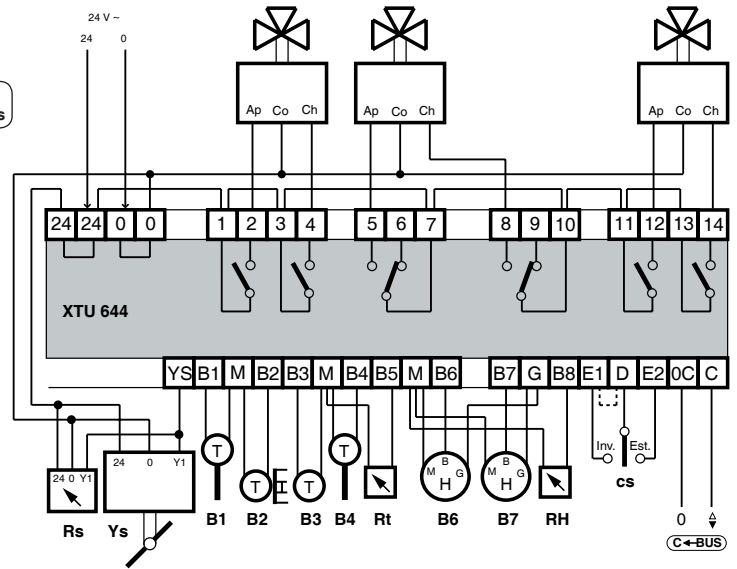 24 V ~
24 0
s
Ap Co Ch
Ap Co Ch
Ap Co Ch
24 24 0 0 1 2 3 4 5 6 7 8 9 10 11 12 13 14
XTU 644
YS B1 M B2 B3 M B4 B5 M B6 B7 G B8 E1 D E2 0C C
24 0 Y1
24 0 Y1
T
T
T
T
M B G
H
M B G
H
Inv. Est.
cs
Rs Ys B1 B2 B3 B4 Rt B6 B7 RH
0
C BUS